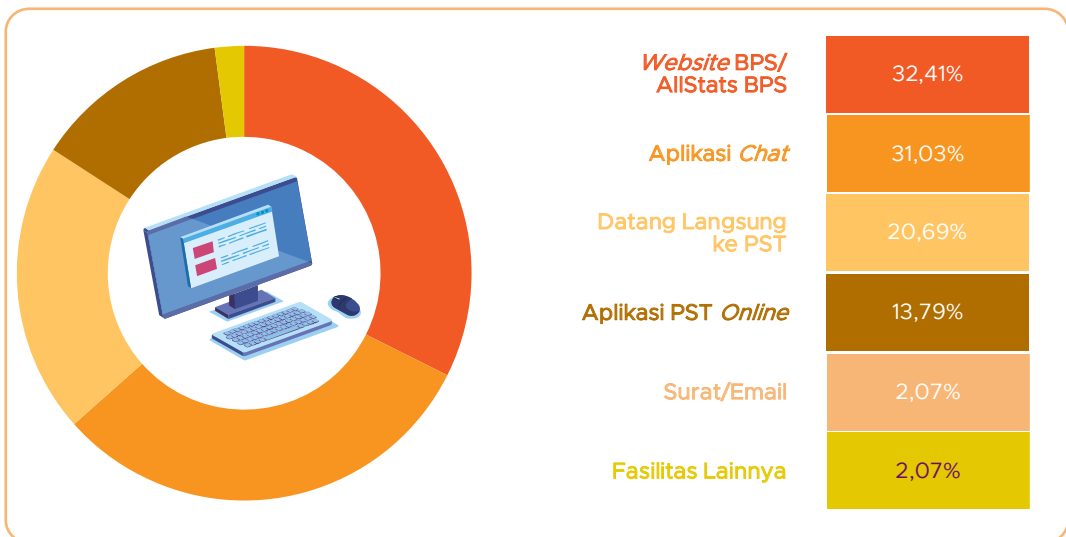 Website BPS/
AllStats BPS
32,41%
Aplikasi Chat
31,03%
Datang Langsung
ke PST
20,69%
Aplikasi PST Online
13,79%
Surat/Email
2,07%
Fasilitas Lainnya
2,07%